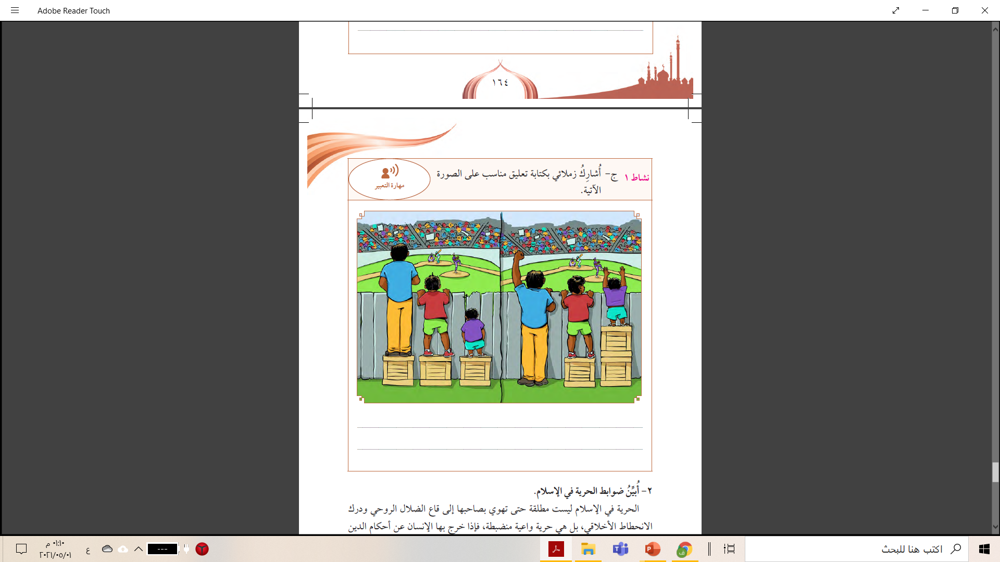 Adobe Reader Touch
١٦٤
نشاط ١ ج- أُشارِكُ زملائي بكتابة تعليق مناسب على الصورة
الآتية.
مهارة التعبير
٢- أُبيِّنُ ضوابط الحرية في الإسلام.
الحرية في الإسلام ليست مطلقة حتى تهوي بصاحبها إلى قاع الضلال الروحي ودرك
الانحطاط الأخلاقي، بل هي حرية واعية منضبطة، فإذا خرج بها الإنسان عن أحكام الدين
٠١:١٠ م
٢٠٢١/٠٥/٠١
ع
---
اكتب هنا للبحث